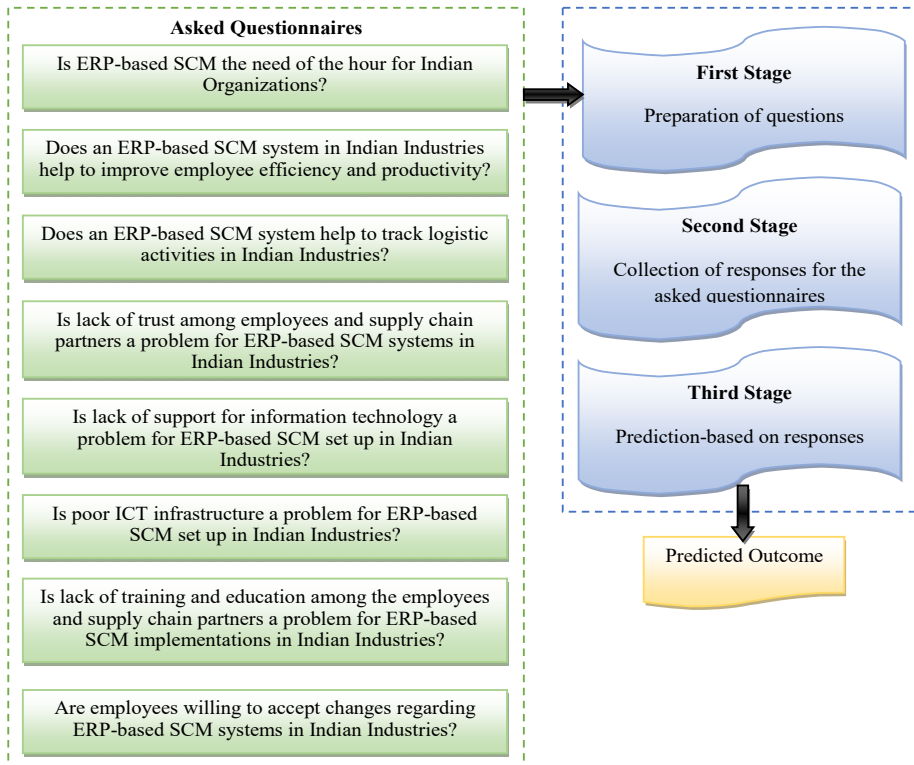 Asked Questionnaires
Is ERP-based SCM the need of the hour for Indian
Organizations?
Does an ERP-based SCM system in Indian Industries
help to improve employee efficiency and productivity?
Does an ERP-based SCM system help to track logistic
activities in Indian Industries?
Is lack of trust among employees and supply chain
partners a problem for ERP-based SCM systems in
Indian Industries?
Is lack of support for information technology a
problem for ERP-based SCM set up in Indian
Industries?
Is poor ICT infrastructure a problem for ERP-based
SCM set up in Indian Industries?
Is lack of training and education among the employees
and supply chain partners a problem for ERP-based
SCM implementations in Indian Industries?
Are employees willing to accept changes regarding
ERP-based SCM systems in Indian Industries?
First Stage
Preparation of questions
Second Stage
Collection of responses for the
asked questionnaires
Third Stage
Prediction-based on responses
Predicted Outcome